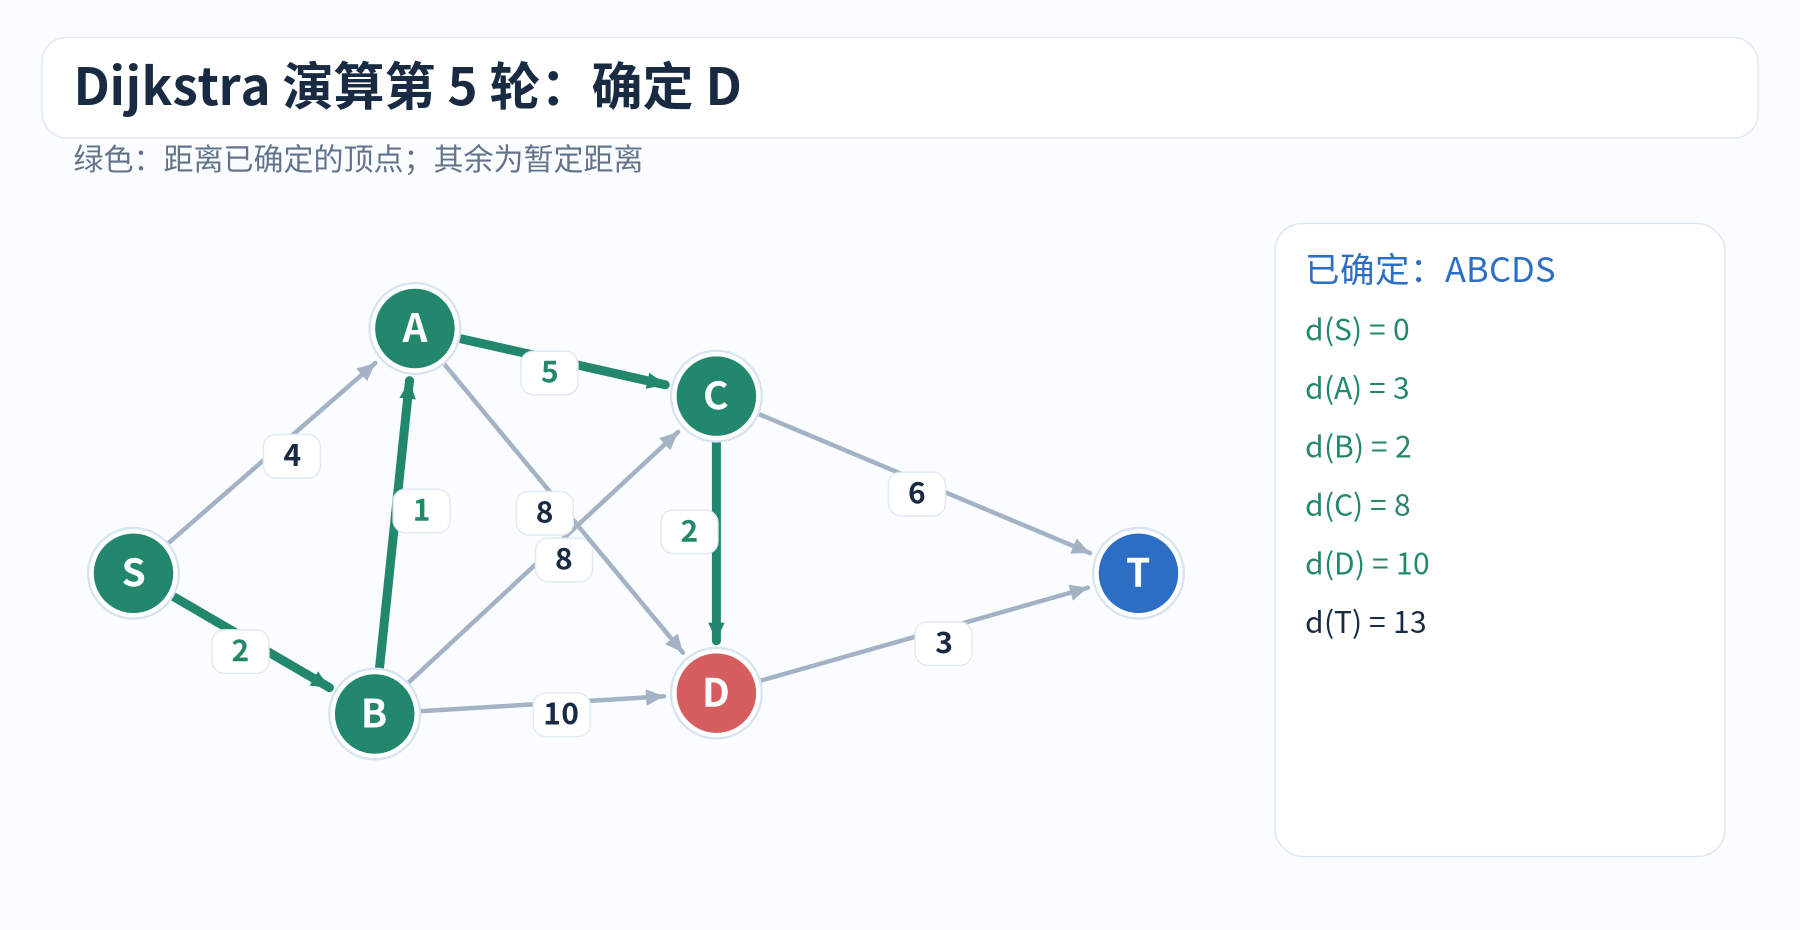 Dijkstra 演算第 5 轮：确定 D
绿色：距离已确定的顶点；其余为暂定距离
已确定：ABCDS
d(S) = 0
d(A) = 3
d(B) = 2
d(C) = 8
d(D) = 10
d(T) = 13
A
5
C
4
1
8
8
2
6
S
T
2
3
B
10
D